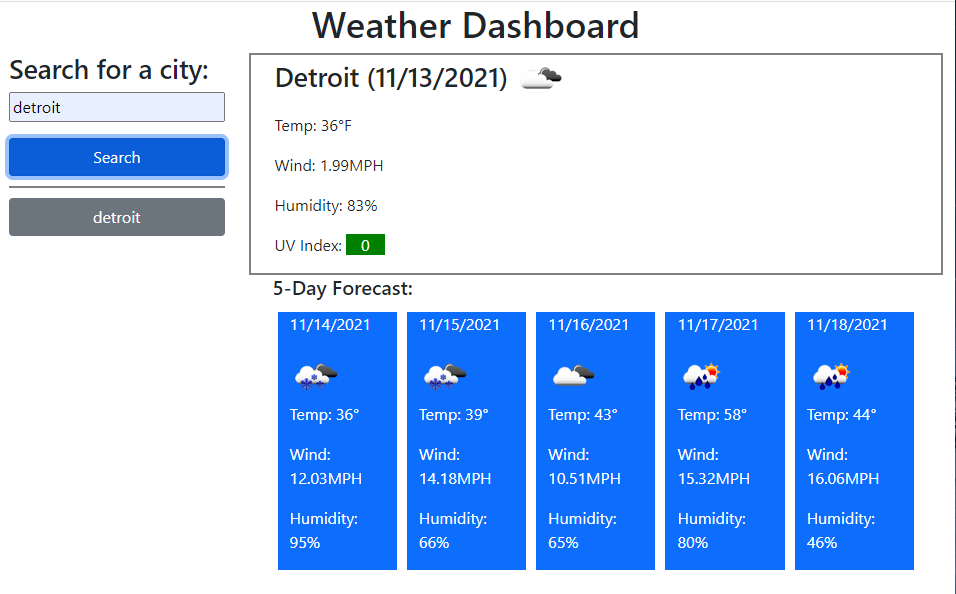 Weather Dashboard
Search for a city:
detroit
Search
detroit
Detroit (11/13/2021)
Temp: 36°F
Wind: 1.99MPH
Humidity: 83%
UV Index: 0
5-Day Forecast:
11/14/2021
Temp: 36°
Wind:
12.03MPH
Humidity:
95%
11/15/2021
Temp: 39°
Wind:
14.18MPH
Humidity:
66%
11/16/2021
Temp: 43°
Wind:
10.51MPH
Humidity:
65%
11/17/2021
Temp: 58°
Wind:
15.32MPH
Humidity:
80%
11/18/2021
Temp: 44°
Wind:
16.06MPH
Humidity:
46%